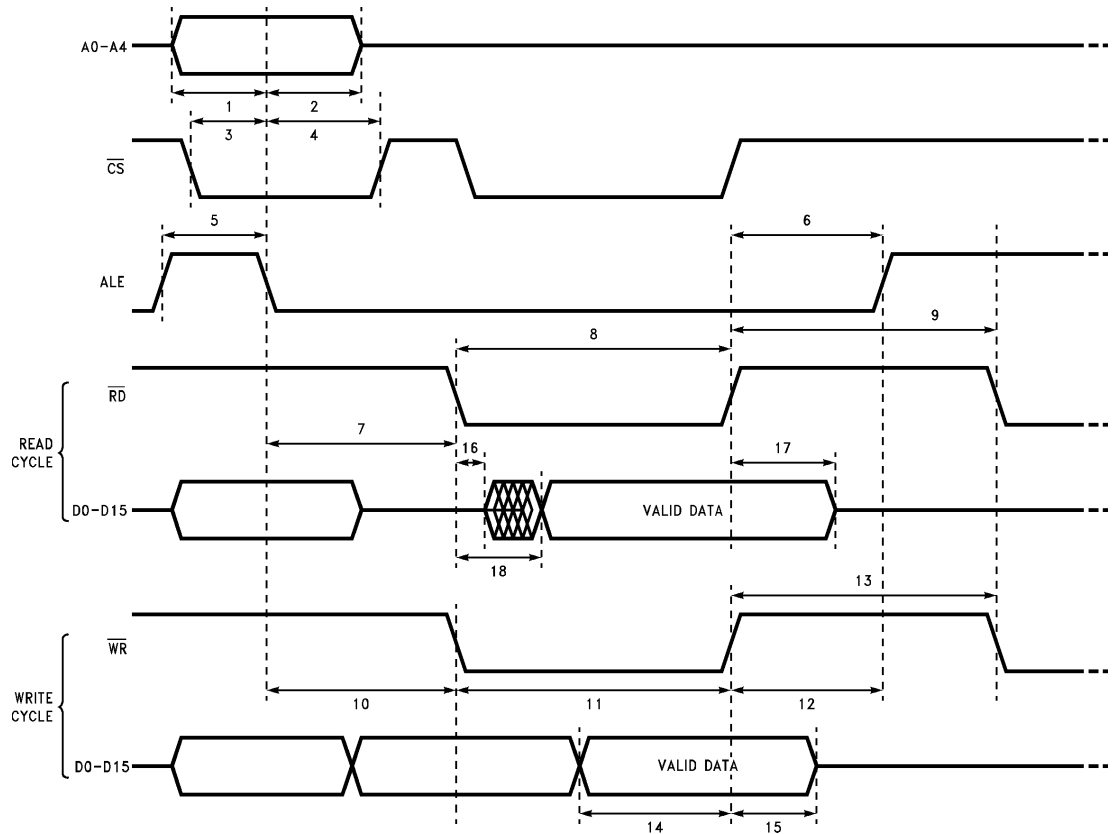 A0-A4
1 2
3 4
CS
5 6
ALE
9
8
RD
7
16 17
READ
CYCLE
D0-D15 VALID DATA
18
13
WR
10 11 12
WRITE
CYCLE
D0-D15 VALID DATA
14 15